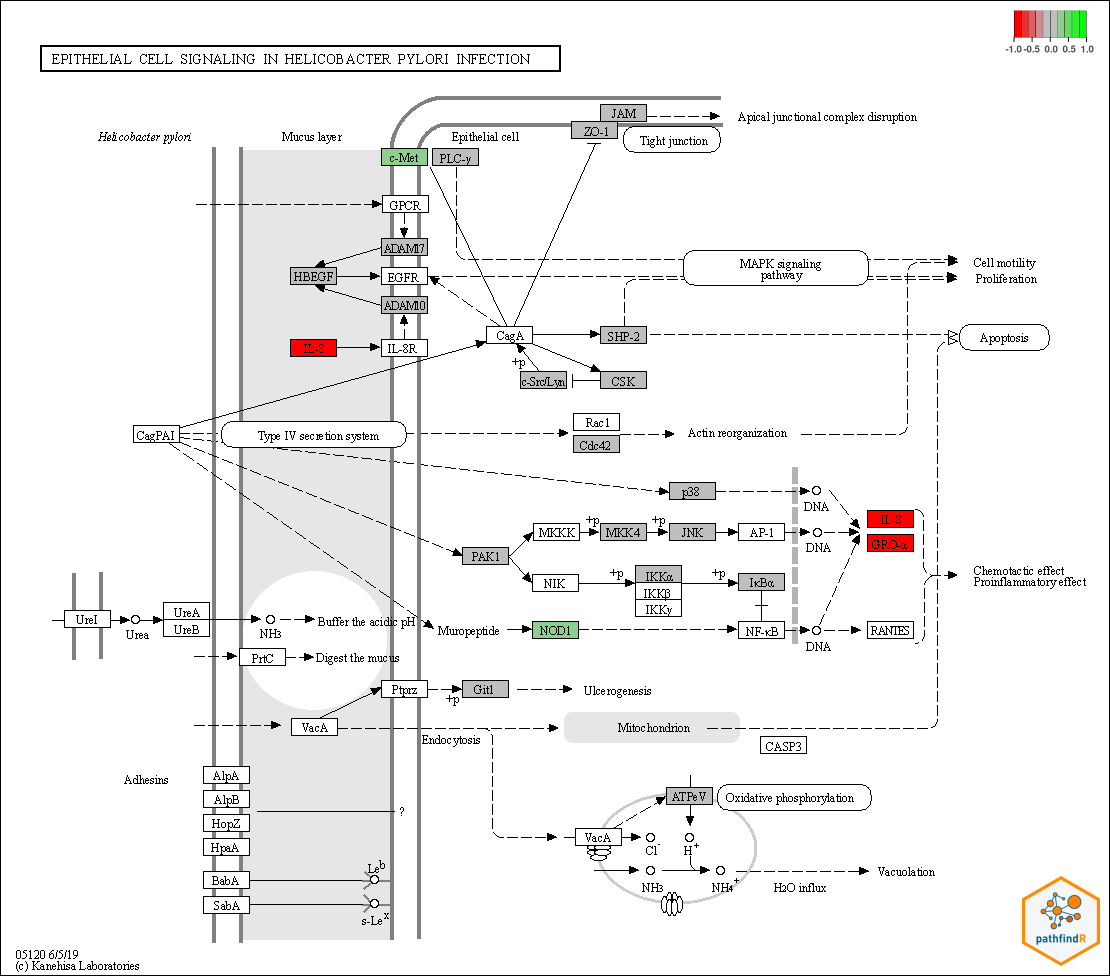 -1.0 -0.5 0.0 0.5 1.0
EPITHELIAL CELL SIGNALING IN HELICOBACTER PYLORI INFECTION
Helicobacter pylori
Mucus layer
Epithelial cell
JAM
Apical junctional complex disruption
ZO-1
Tight junction
c-Met
PLC-γ
GPCR
ADAM17
HBEGF
EGFR
MAPK signaling
pathway
Cell motility
Proliferation
ADAM10
IL-8
IL-8R
CagA
SHP-2
Apoptosis
+p
c-Src/Lyn
CSK
CagPAI
Type IV secretion system
Rac1
Cdc42
Actin reorganization
p38
DNA
IL-8
+p
+p
MKKK
MKK4
JNK
AP-1
DNA
GRO-α
PAK1
NIK
+p
IKKα
IKKβ
IKKγ
+p
IκBα
Chemotactic effect
Proinflammatory effect
UreI
Urea
UreA
UreB
NH3
Buffer the acidic pH
Muropeptide
NOD1
NF-κB
DNA
RANTES
PrtC
Digest the mucus
Ptprz
+p
Git1
Ulcerogenesis
VacA
Endocytosis
Mitochondrion
CASP3
Adhesins
AlpA
AlpB
HopZ
HpaA
BabA
SabA
?
Leb
s-Lex
ATPeV
Oxidative phosphorylation
VacA
Cl-
H+
NH3
NH4+
H2O influx
Vacuolation
pathfindR
05120 6/5/19
(c) Kanehisa Laboratories